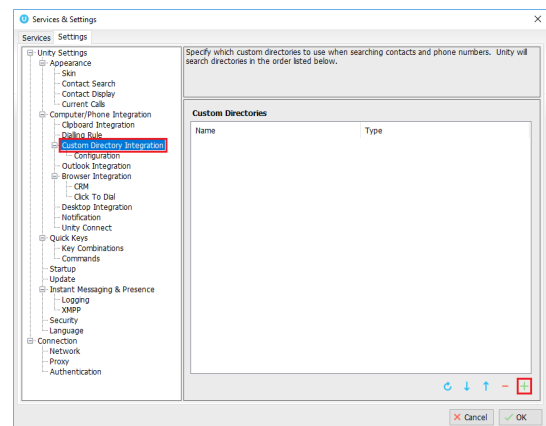 Services & Settings
Services
Settings
Unity Settings
Appearance
Skin
Contact Search
Contact Display
Current Calls
Computer/Phone Integration
Clipboard Integration
Dialling Rule
Custom Directory Integration
Configuration
Outlook Integration
Browser Integration
CRM
Click To Dial
Desktop Integration
Notification
Unity Connect
Quick Keys
Key Combinations
Commands
Startup
Update
Instant Messaging & Presence
Logging
XMPP
Security
Language
Connection
Network
Proxy
Authentication
Specify which custom directories to use when searching contacts and phone numbers. Unity will
search directories in the order listed below.
Custom Directories
Name
Type
Cancel
OK